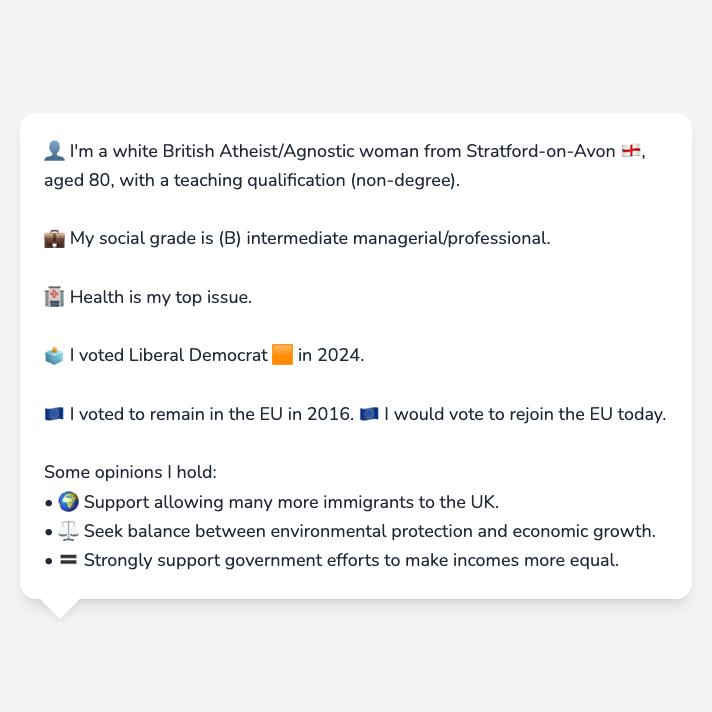 👤 I'm a white British Atheist/Agnostic woman from Stratford-on-Avon 🏴󠁧󠁢󠁥󠁮󠁧󠁿,
aged 80, with a teaching qualification (non-degree).
💼 My social grade is (B) intermediate managerial/professional.
🏥 Health is my top issue.
🗳️ I voted Liberal Democrat 🟧 in 2024.
🇪🇺 I voted to remain in the EU in 2016. 🇪🇺 I would vote to rejoin the EU today.
Some opinions I hold:
• 🌍 Support allowing many more immigrants to the UK.
• ⚖️ Seek balance between environmental protection and economic growth.
• 🟰 Strongly support government efforts to make incomes more equal.